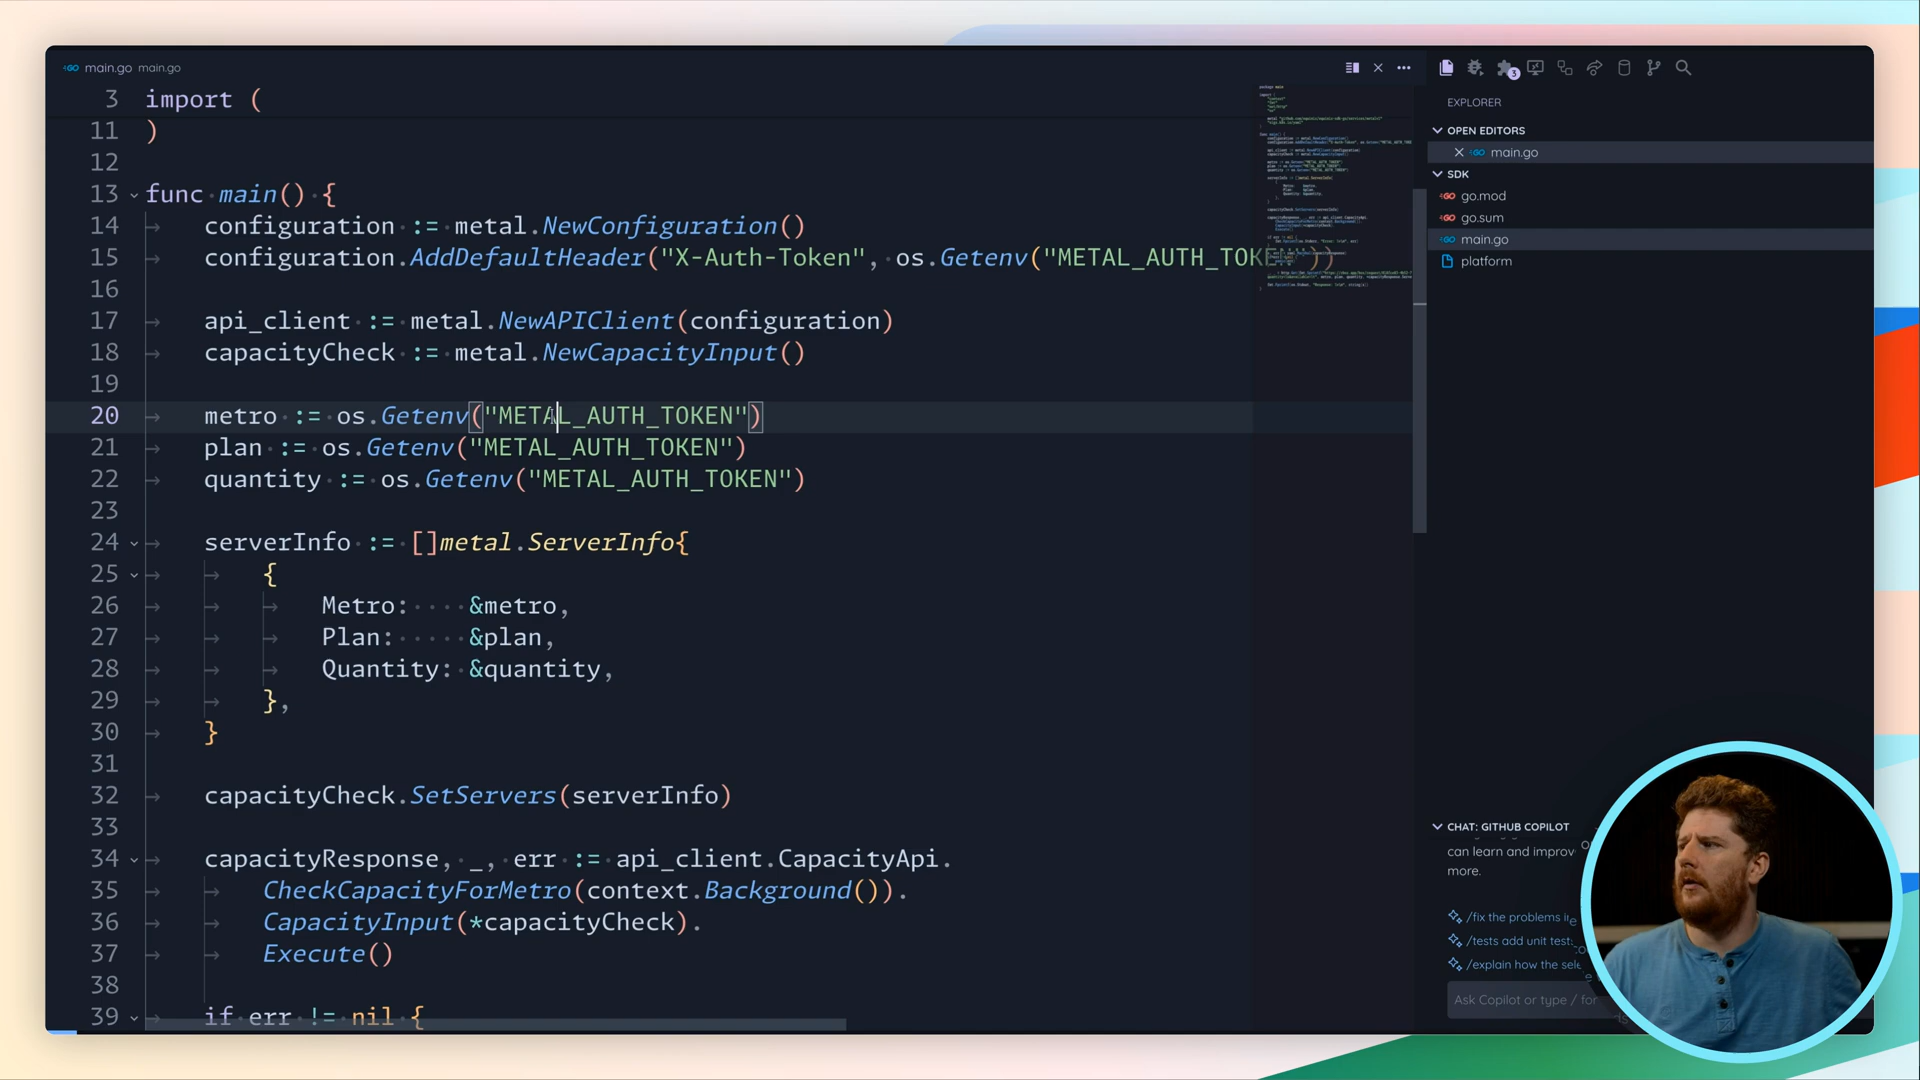 main.go main.go
3 import (
11 )
12
13 func main() {
14 configuration := metal.NewConfiguration()
15 configuration.AddDefaultHeader("X-Auth-Token", os.Getenv("METAL_AUTH_TOKE
16
17 api_client := metal.NewAPIClient(configuration)
18 capacityCheck := metal.NewCapacityInput()
19
20 metro := os.Getenv("METAL_AUTH_TOKEN")
21 plan := os.Getenv("METAL_AUTH_TOKEN")
22 quantity := os.Getenv("METAL_AUTH_TOKEN")
23
24 serverInfo := []metal.ServerInfo{
25 {
26 Metro: &metro,
27 Plan: &plan,
28 Quantity: &quantity,
29 },
30 }
31
32 capacityCheck.SetServers(serverInfo)
33
34 capacityResponse, _, err := api_client.CapacityApi.
35 CheckCapacityForMetro(context.Background()).
36 CapacityInput(*capacityCheck).
37 Execute()
38
39 if err != nil {
3
EXPLORER
OPEN EDITORS
main.go
SDK
go.mod
go.sum
main.go
platform
CHAT: GITHUB COPILOT
can learn and improv
more.
/fix the problems i
/tests add unit test
/explain how the sele
Ask Copilot or type / for